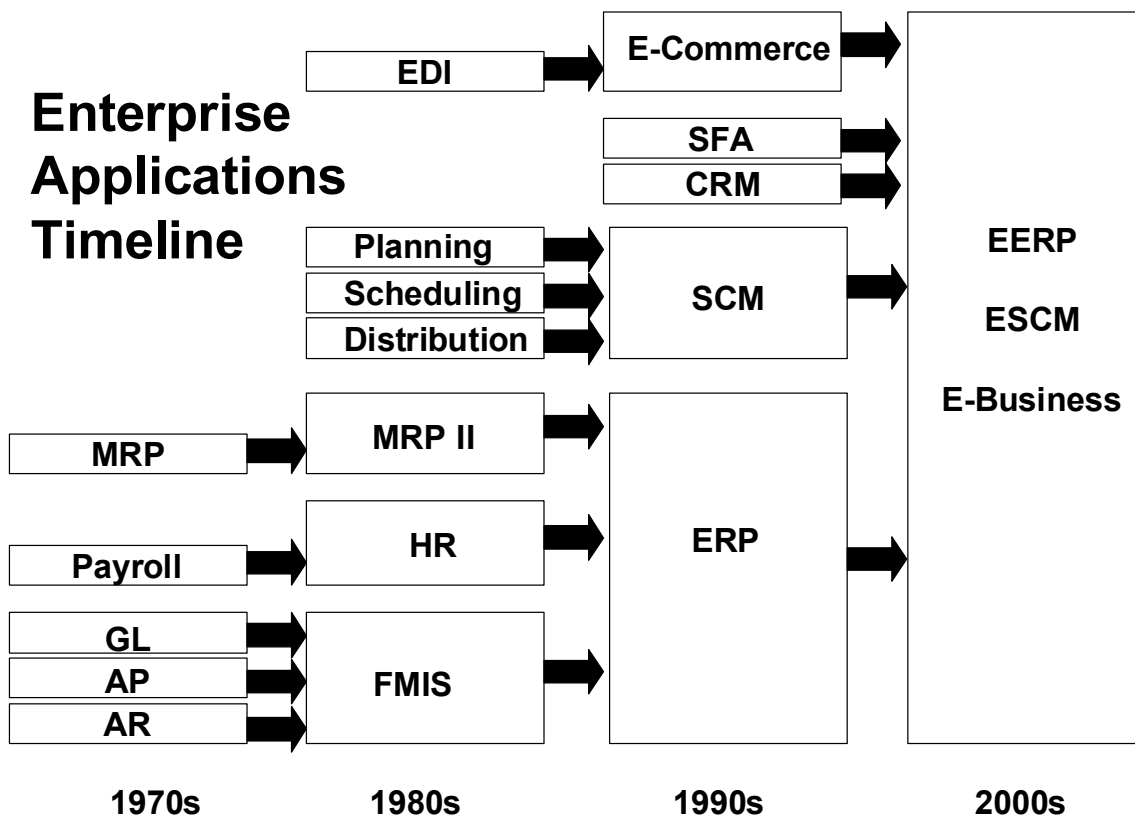 Enterprise
Applications
Timeline
EDI
E-Commerce
SFA
CRM
Planning
Scheduling
Distribution
SCM
EERP
ESCM
E-Business
MRP
MRP II
Payroll
HR
ERP
GL
AP
AR
FMIS
1970s
1980s
1990s
2000s